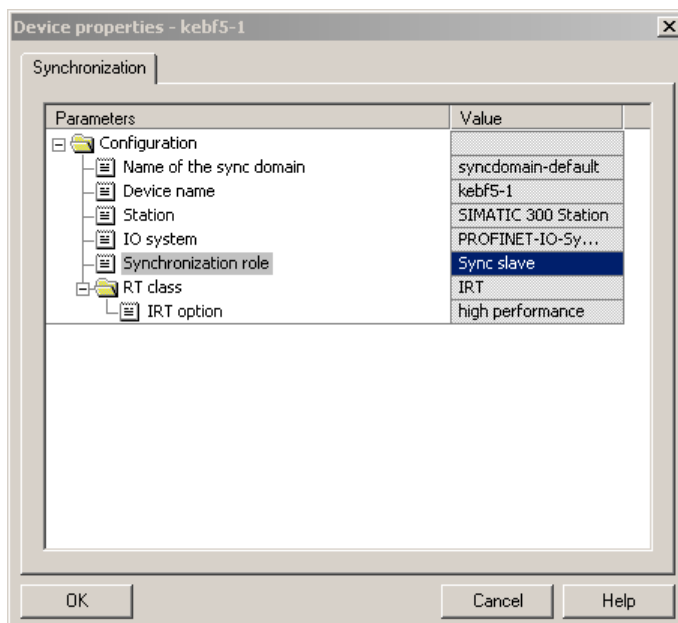 Device properties - kebf5-1
Synchronization
Parameters Value
Configuration
Name of the sync domain syncdomain-default
Device name kebf5-1
Station SIMATIC 300 Station
IO system PROFINET-IO-Sy...
Synchronization role Sync slave
RT class IRT
IRT option high performance
OK Cancel Help